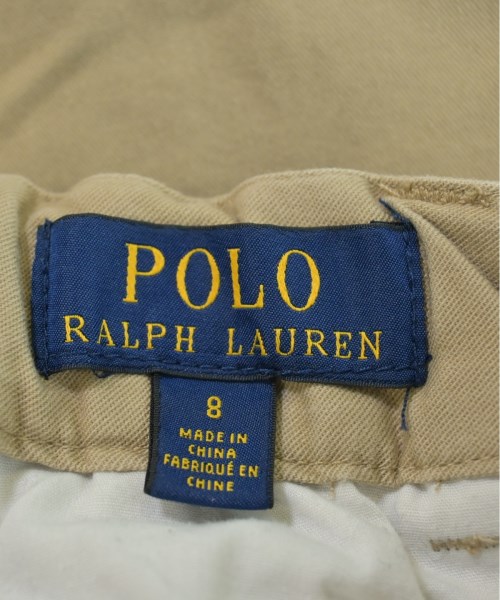 POLO
RALPH LAUREN
8
MADE IN
CHINA
FABRIQUÉ EN
CHINE